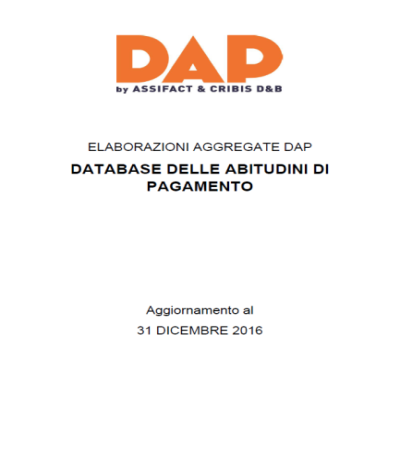 DAP
by ASSIFACT & CRIBIS D&B
ELABORAZIONI AGGREGATE DAP
DATABASE DELLE ABITUDINI DI
PAGAMENTO
Aggiornamento al
31 DICEMBRE 2016